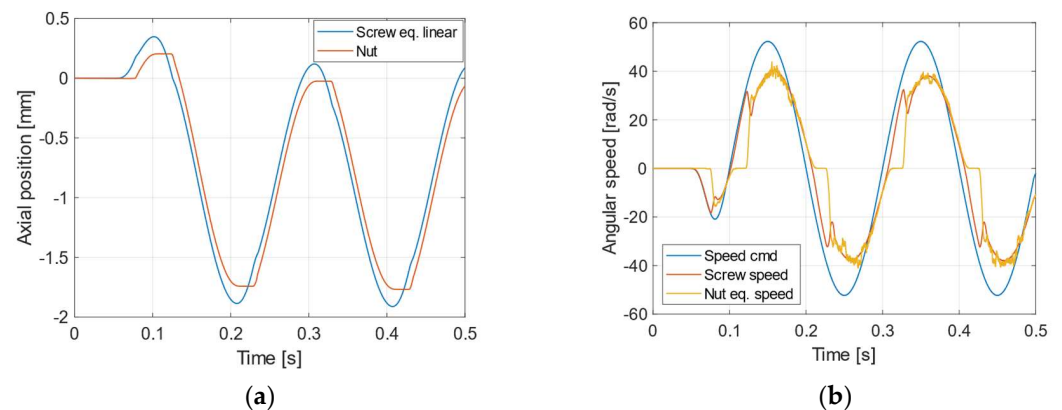 0.5
0
-0.5
-1
-1.5
-2
Axial position [mm]
Screw eq. linear
Nut
0 0.1 0.2 0.3 0.4 0.5
Time [s]
(a)
60
40
20
0
-20
-40
-60
Angular speed [rad/s]
Speed cmd
Screw speed
Nut eq. speed
0 0.1 0.2 0.3 0.4 0.5
Time [s]
(b)